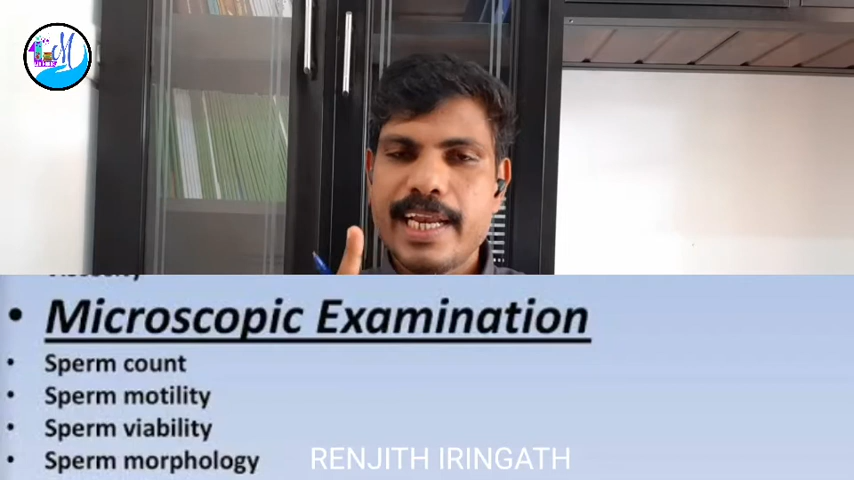 M
• Microscopic Examination
• Sperm count
• Sperm motility
• Sperm viability
• Sperm morphology
RENJITH IRINGATH